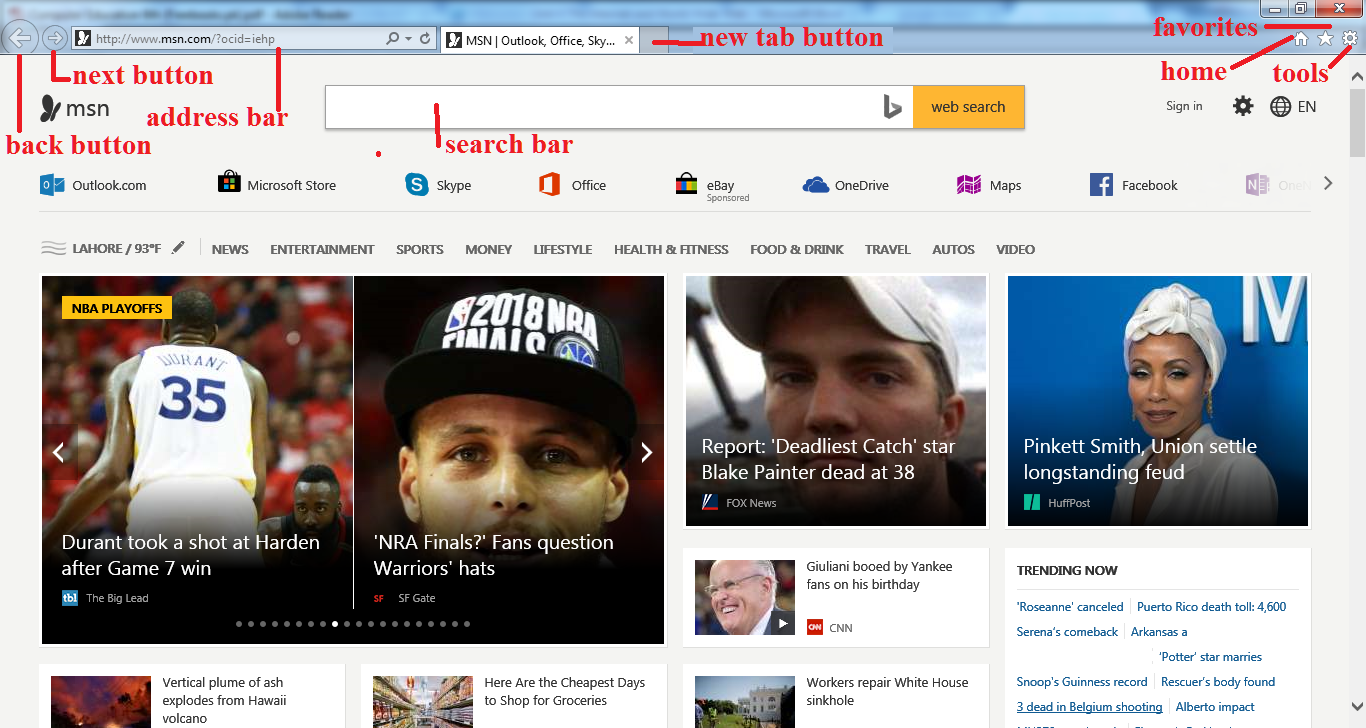 http://www.msn.com/?ocid=iehp
MSN | Outlook, Office, Sky...
new tab button
favorites
home
tools
next button
address bar
back button
search bar
msn
web search
Sign in
EN
Outlook.com
Microsoft Store
Skype
Office
eBay
Sponsored
OneDrive
Maps
Facebook
LAHORE / 93°F
NEWS
ENTERTAINMENT
SPORTS
MONEY
LIFESTYLE
HEALTH & FITNESS
FOOD & DRINK
TRAVEL
AUTOS
VIDEO
NBA PLAYOFFS
DURANT
35
Durant took a shot at Harden
after Game 7 win
tbl The Big Lead
2018 NBA
FINALS
'NRA Finals?' Fans question
Warriors' hats
SF SF Gate
Report: 'Deadliest Catch' star
Blake Painter dead at 38
FOX News
M
Pinkett Smith, Union settle
longstanding feud
HuffPost
Giuliani booed by Yankee
fans on his birthday
CNN CNN
TRENDING NOW
'Roseanne' canceled
Puerto Rico death toll: 4,600
Serena's comeback
Arkansas a
'Potter' star marries
Snoop's Guinness record
Rescuer's body found
3 dead in Belgium shooting
Alberto impact
Vertical plume of ash
explodes from Hawaii
volcano
Here Are the Cheapest Days
to Shop for Groceries
Workers repair White House
sinkhole